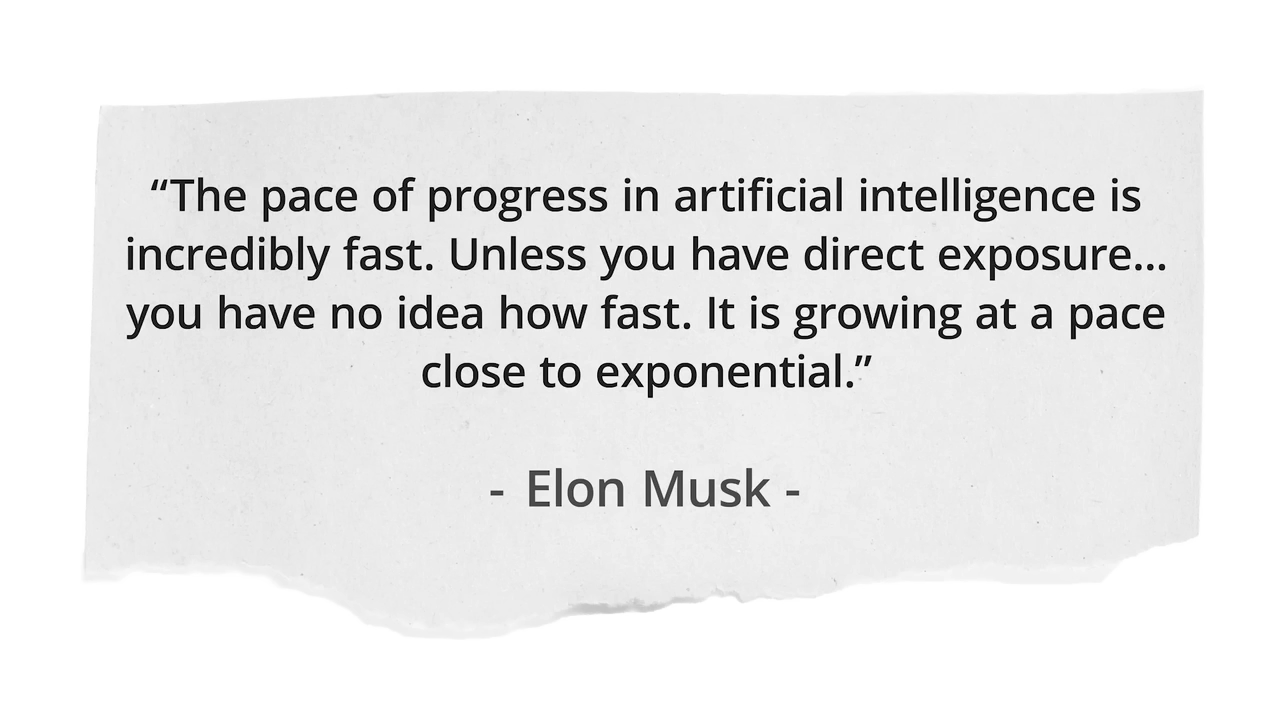 “The pace of progress in artificial intelligence is
incredibly fast. Unless you have direct exposure...
you have no idea how fast. It is growing at a pace
close to exponential.”
- Elon Musk -